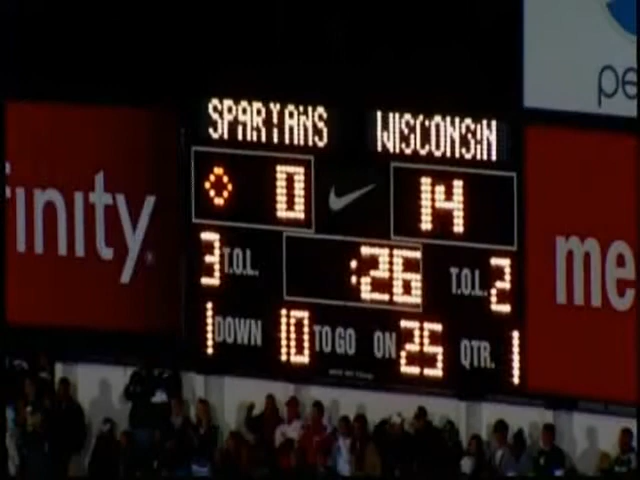 SPARTANS WISCONSIN
0 14
3 T.O.L. :26 T.O.L. 2
1 DOWN 10 TO GO ON 25 QTR. 1
finity.
pe
me